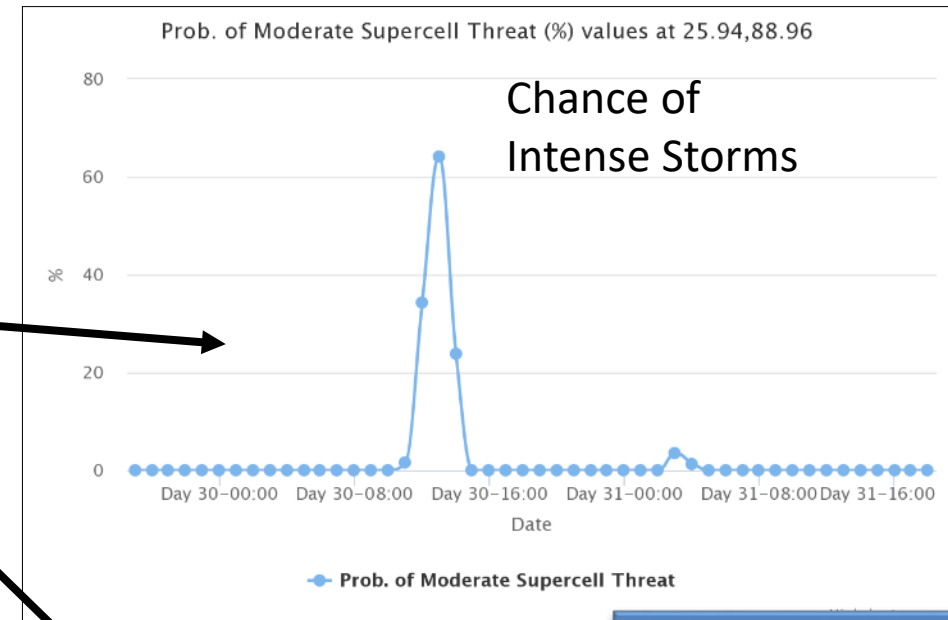 Prob. of Moderate Supercell Threat (%) values at 25.94,88.96
Chance of
Intense Storms
80
60
40
20
0
%
Day 30-00:00 Day 30-08:00 Day 30-16:00 Day 31-00:00 Day 31-08:00 Day 31-16:00
Date
Prob. of Moderate Supercell Threat